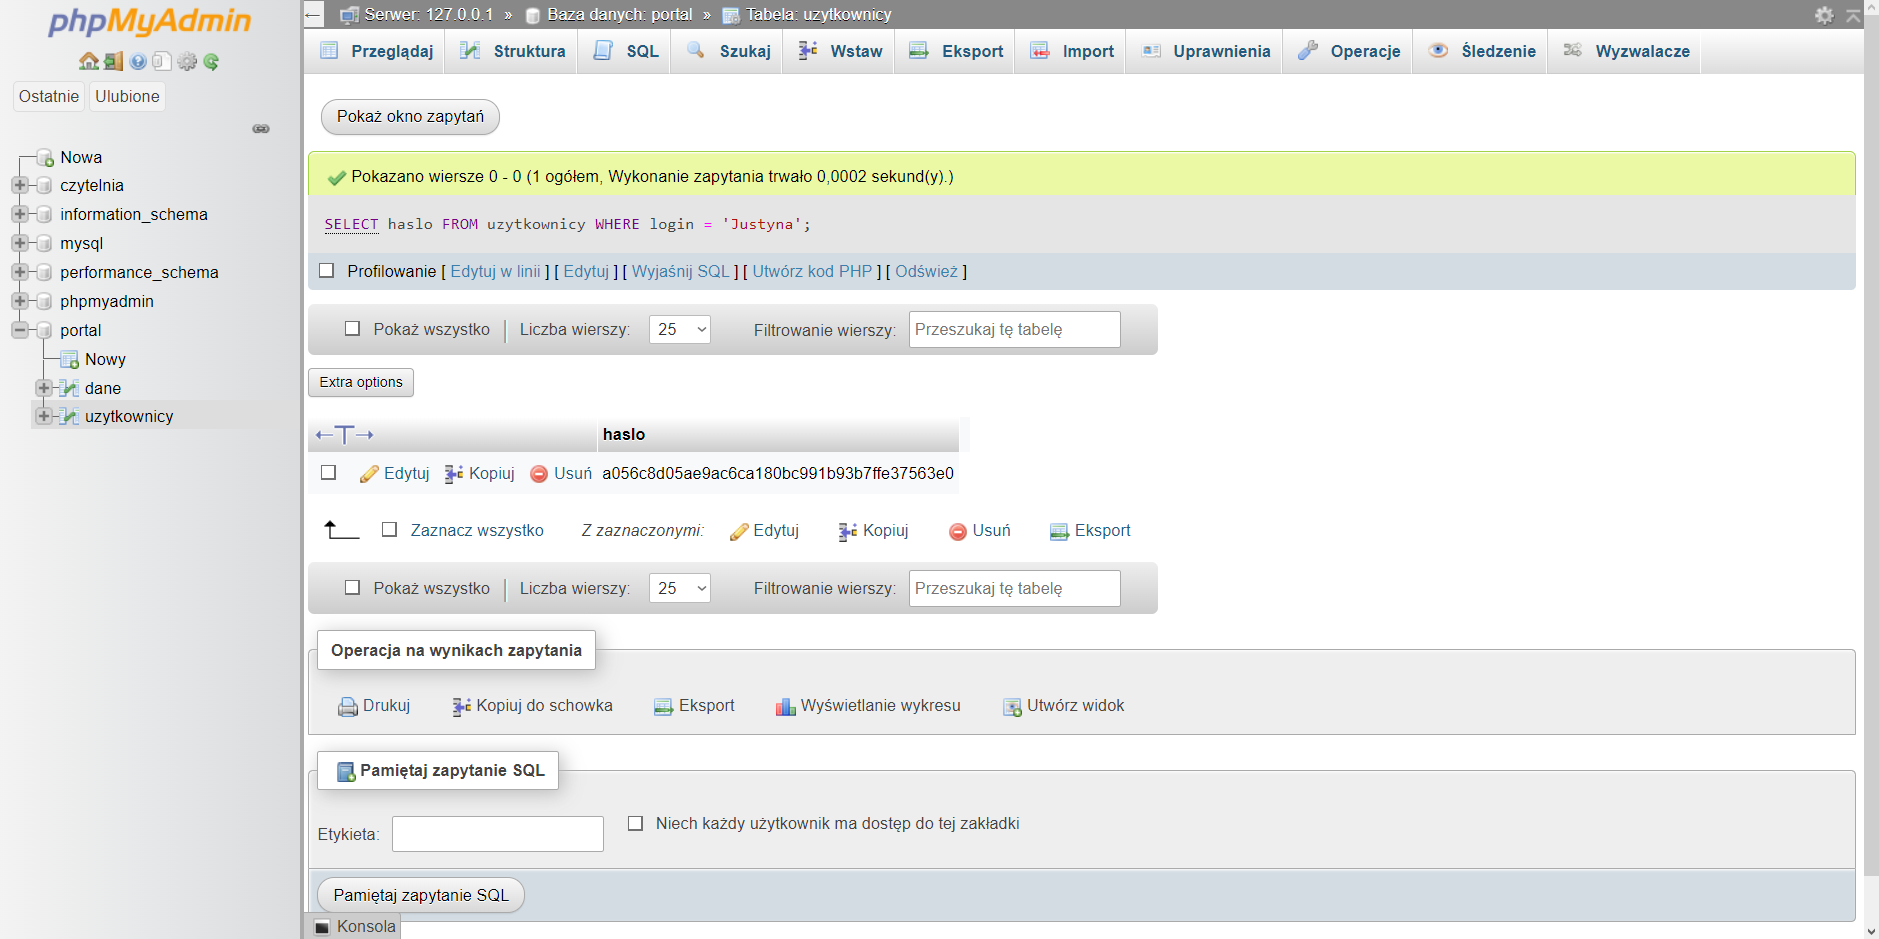 phpMyAdmin
Ostatnie Ulubione
Nowa
czytelnia
information_schema
mysql
performance_schema
phpmyadmin
portal
Nowy
dane
uzytkownicy
Serwer: 127.0.0.1 » Baza danych: portal » Tabela: uzytkownicy
Przeglądaj Struktura SQL Szukaj Wstaw Eksport Import Uprawnienia Operacje Śledzenie Wyzwalacze
Pokaż okno zapytań
Pokazano wiersze 0 - 0 (1 ogółem, Wykonanie zapytania trwało 0,0002 sekund(y).)
SELECT haslo FROM uzytkownicy WHERE login = 'Justyna';
Profilowanie [ Edytuj w linii ] [ Edytuj ] [ Wyjaśnij SQL ] [ Utwórz kod PHP ] [ Odśwież ]
Pokaż wszystko Liczba wierszy: 25 Filtrowanie wierszy: Przeszukaj tę tabelę
Extra options
haslo
Edytuj Kopiuj Usuń a056c8d05ae9ac6ca180bc991b93b7ffe37563e0
Zaznacz wszystko Z zaznaczonymi: Edytuj Kopiuj Usuń Eksport
Pokaż wszystko Liczba wierszy: 25 Filtrowanie wierszy: Przeszukaj tę tabelę
Operacja na wynikach zapytania
Drukuj Kopiuj do schowka Eksport Wyświetlanie wykresu Utwórz widok
Pamiętaj zapytanie SQL
Etykieta: Niech każdy użytkownik ma dostęp do tej zakładki
Pamiętaj zapytanie SQL
Konsola